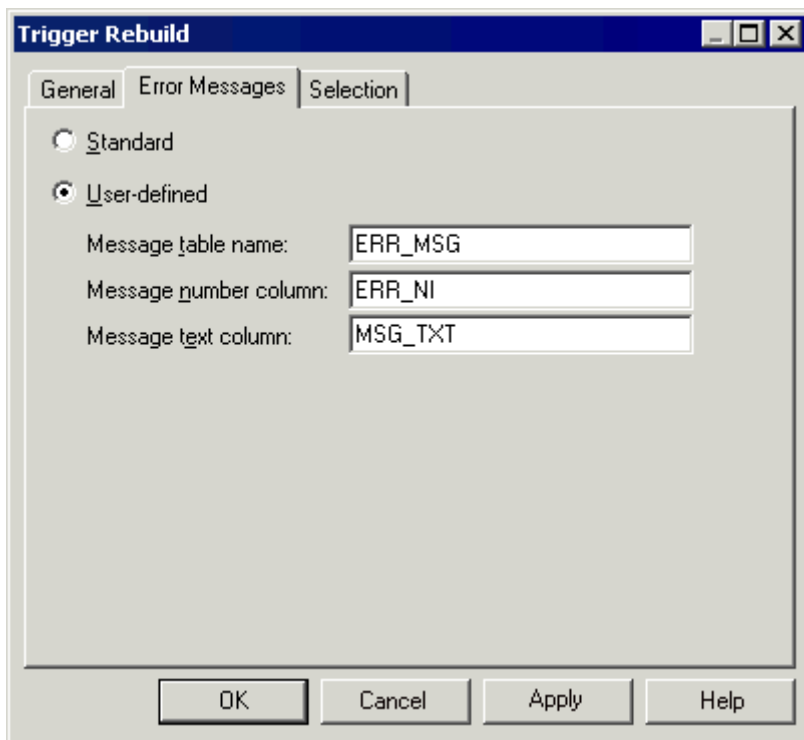 Trigger Rebuild
General Error Messages Selection
Standard
User-defined
Message table name: ERR_MSG
Message number column: ERR_NI
Message text column: MSG_TXT
OK Cancel Apply Help